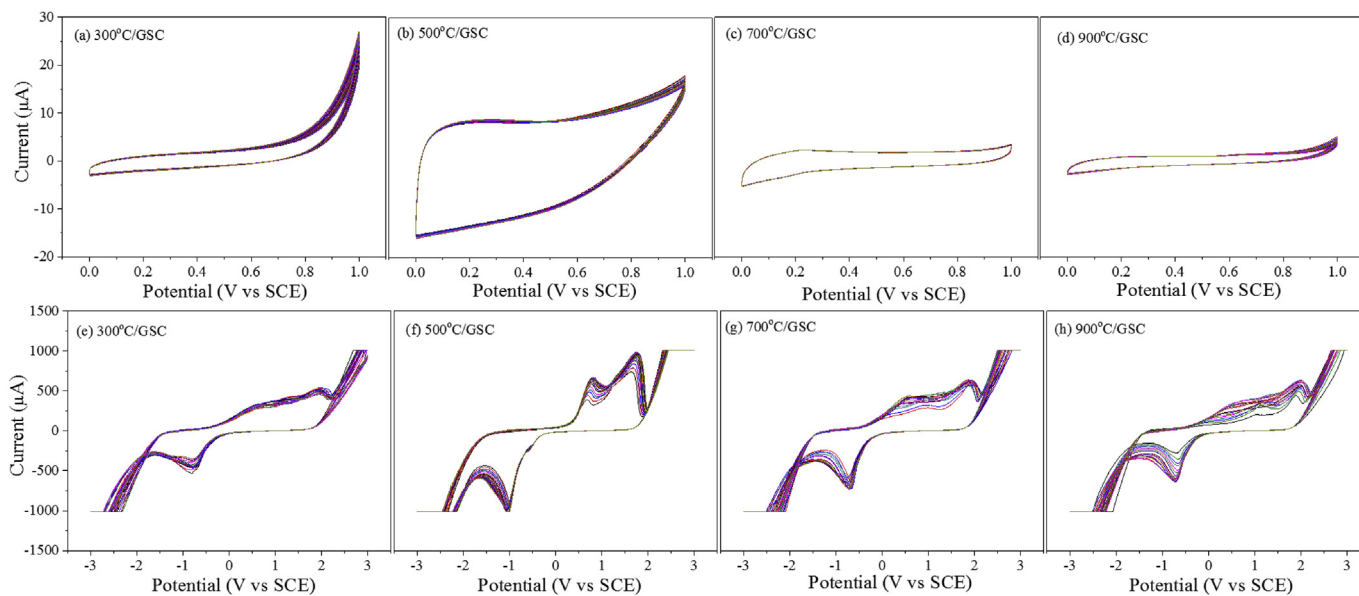 30
20
10
0
-10
-20
Current (μA)
(a) 300°C/GSC
(b) 500°C/GSC
(c) 700°C/GSC
(d) 900°C/GSC
0.0 0.2 0.4 0.6 0.8 1.0
0.0 0.2 0.4 0.6 0.8 1.0
0.0 0.2 0.4 0.6 0.8 1.0
0.0 0.2 0.4 0.6 0.8 1.0
Potential (V vs SCE)
Potential (V vs SCE)
Potential (V vs SCE)
Potential (V vs SCE)
1500
1000
500
0
-500
-1000
-1500
Current (μA)
(e) 300°C/GSC
(f) 500°C/GSC
(g) 700°C/GSC
(h) 900°C/GSC
-3 -2 -1 0 1 2 3
-3 -2 -1 0 1 2 3
-3 -2 -1 0 1 2 3
-3 -2 -1 0 1 2 3
Potential (V vs SCE)
Potential (V vs SCE)
Potential (V vs SCE)
Potential (V vs SCE)